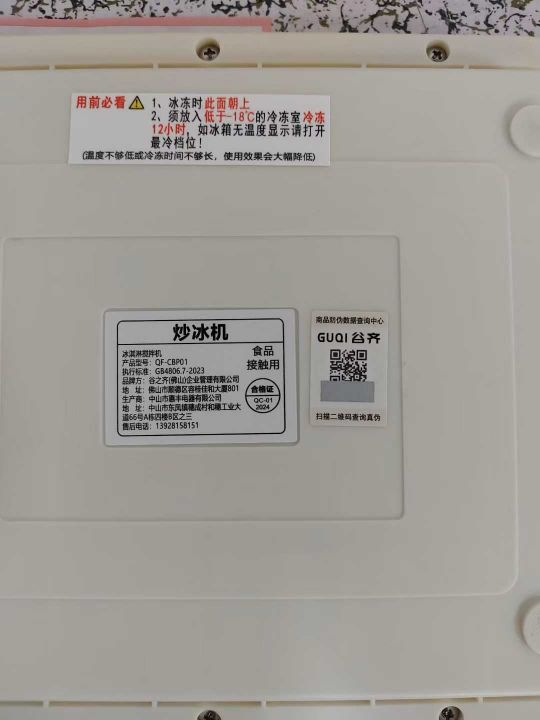 用前必看 1、冰冻时此面朝上
2、须放入低于-18℃的冷冻室冷冻
12小时，如冰箱无温度显示请打开
最冷档位！
(温度不够低或冷冻时间不够长，使用效果会大幅降低)
炒冰机
冰淇淋搅拌机
产品型号：QF-CBP01
执行标准：GB4806.7-2023
品牌方：谷之齐(佛山)企业管理有限公司
地 址：佛山市顺德区容桂佳和大厦801
生产商：中山市嘉丰电器有限公司
地 址：中山市东凤镇穗成村和穗工业大
道66号A栋四楼B区之三
售后电话：13928158151
食品
接触用
合格证
QC-01
2024
商品防伪数据查询中心
GUQI谷齐
扫描二维码查询真伪